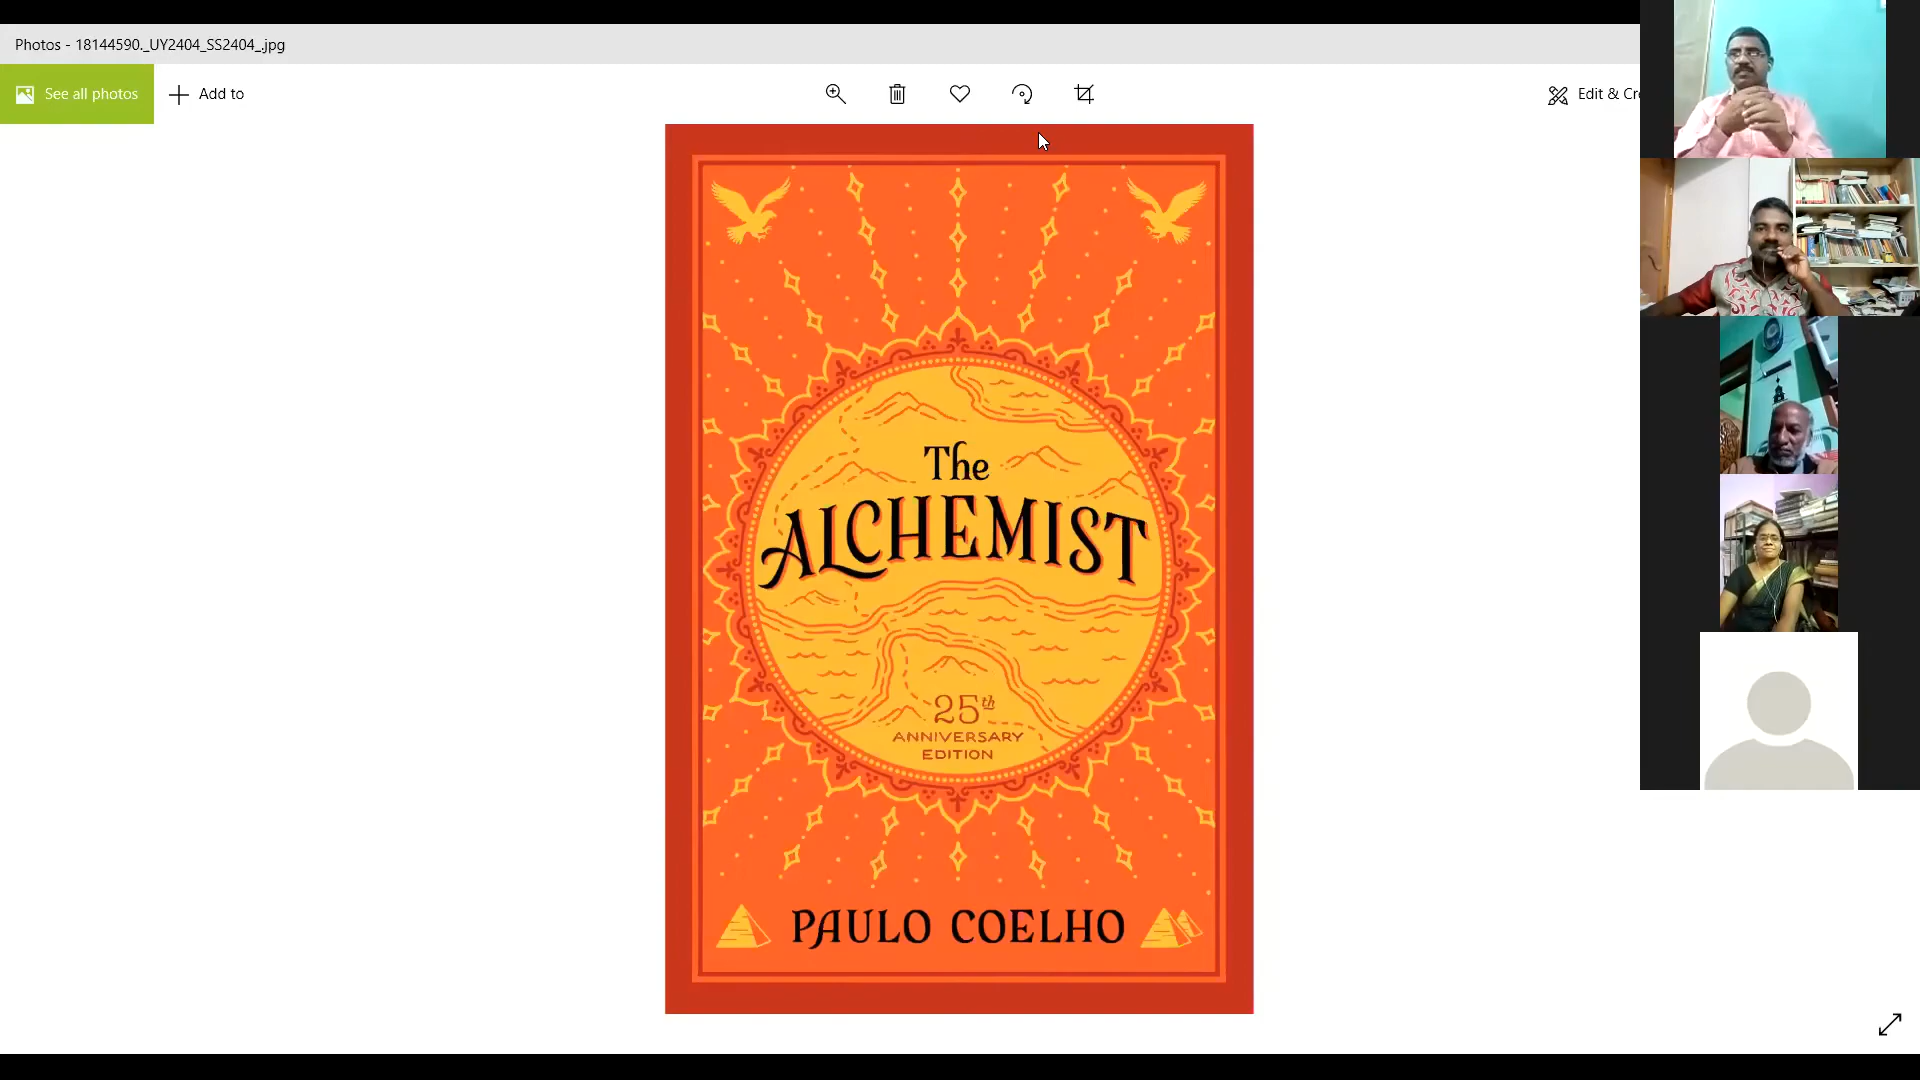 Photos - 18144590._UY2404_SS2404_.jpg
See all photos
Add to
Edit & Cr
The
ALCHEMIST
25th
ANNIVERSARY
EDITION
PAULO COELHO